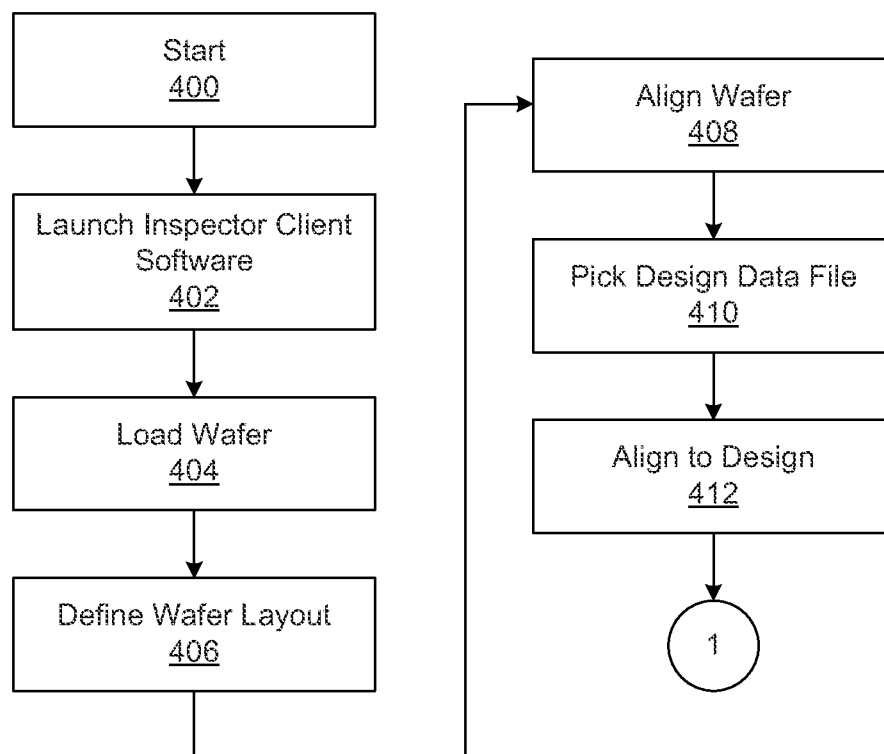 Start
400
Launch Inspector Client
Software
402
Load Wafer
404
Define Wafer Layout
406
Align Wafer
408
Pick Design Data File
410
Align to Design
412
1